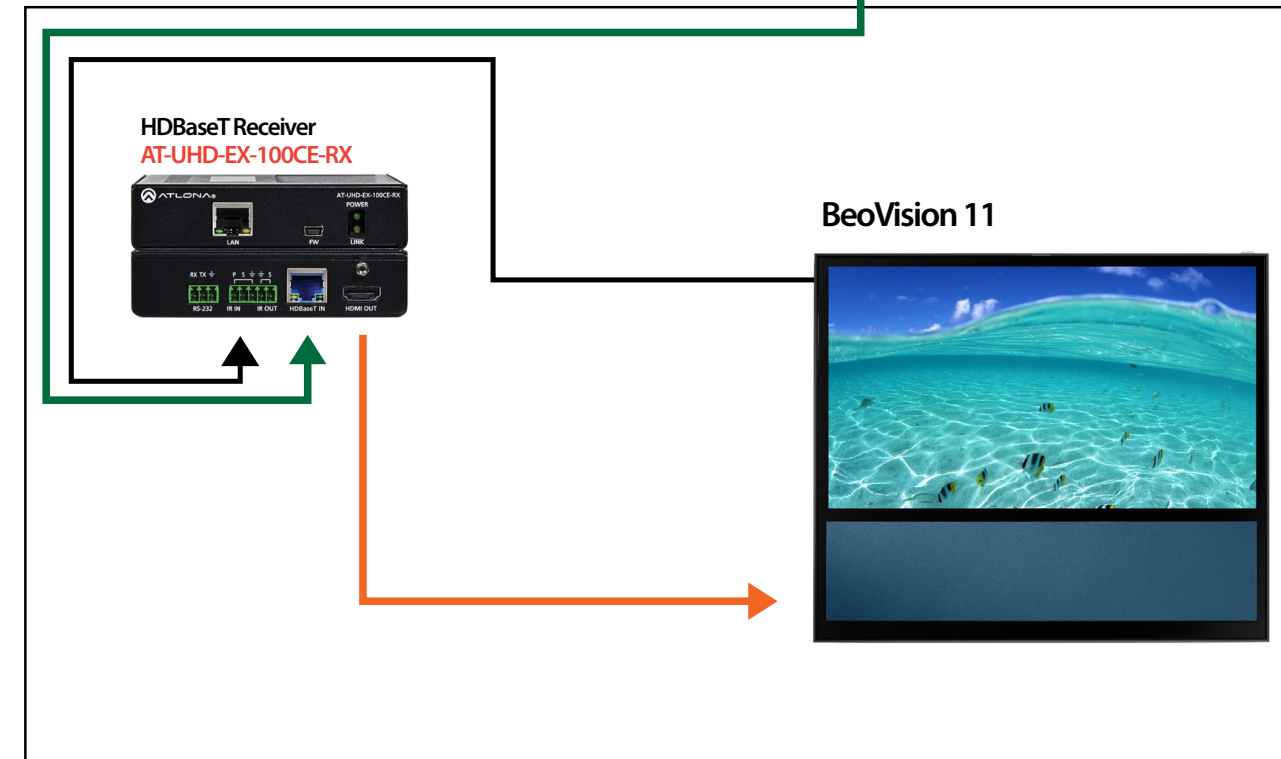 HDBaseT Receiver
AT-UHD-EX-100CE-RX
ATLONA®
AT-UHD-EX-100CE-RX
POWER
LAN
FW
LINK
RX TX P S S
RS-232 IR IN IR OUT HDBaseT IN HDMI OUT
BeoVision 11